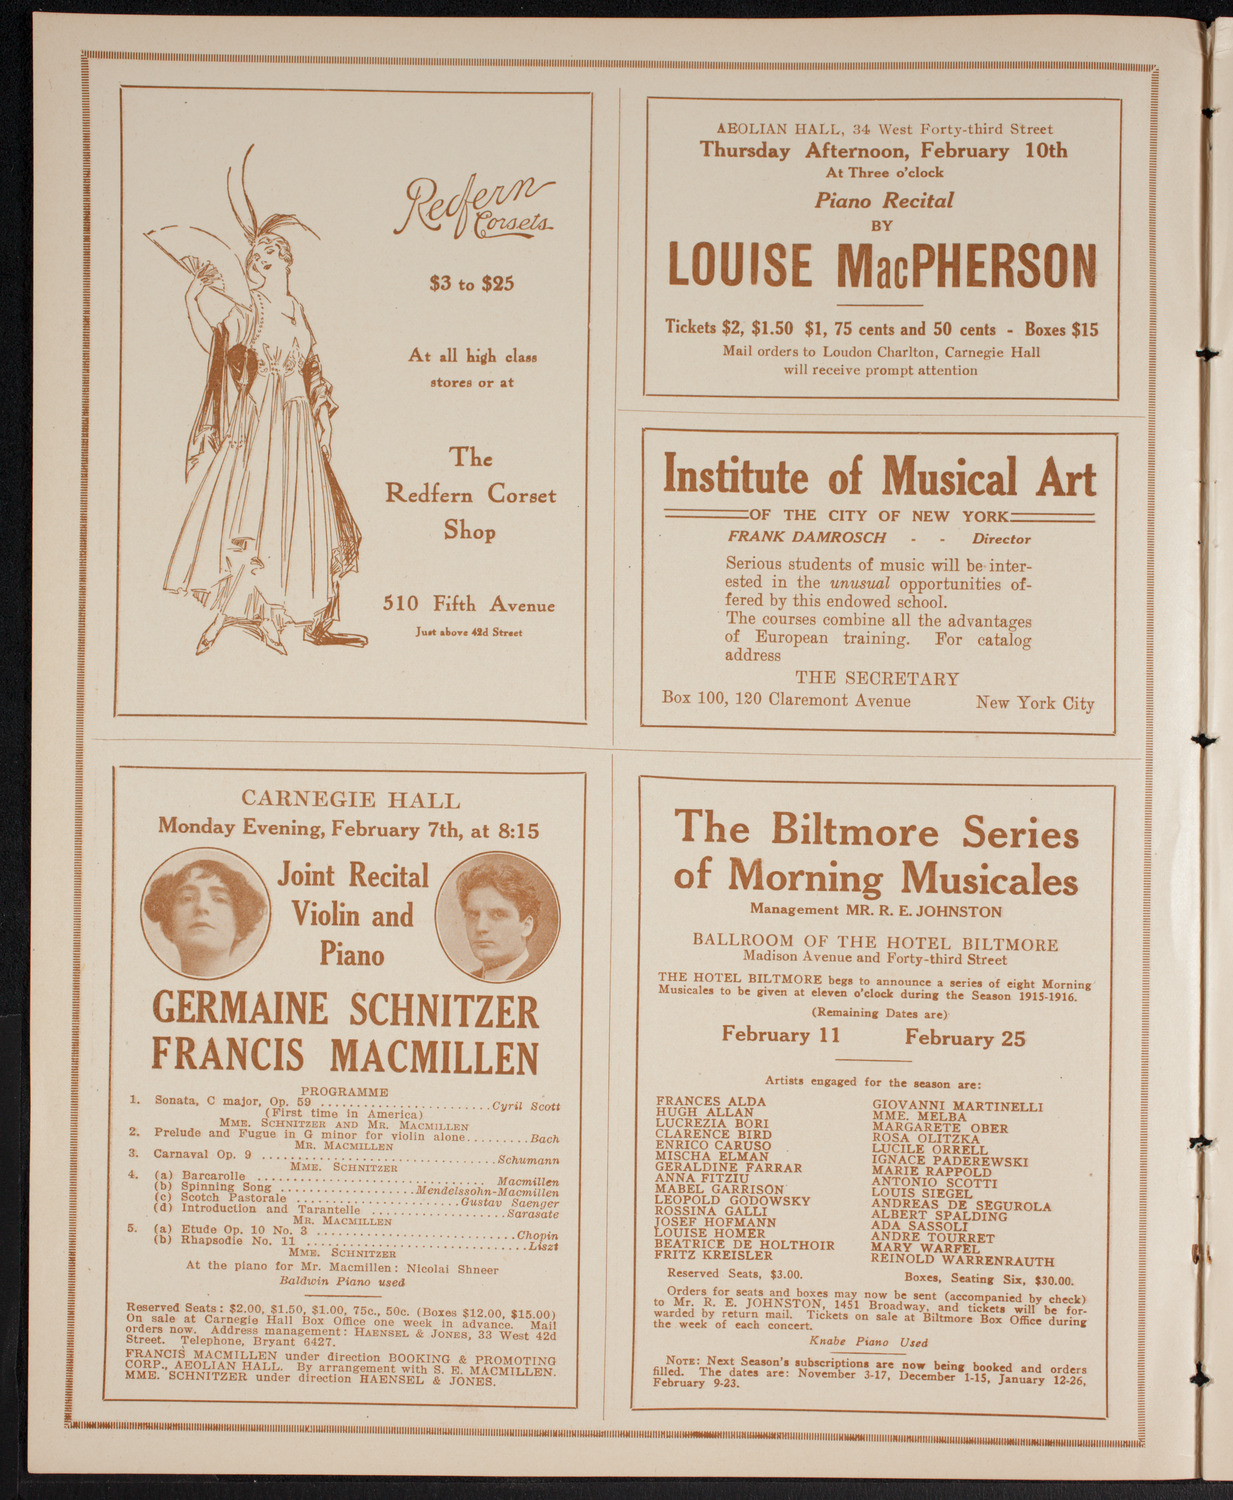 Redfern
Corsets
$3 to $25
At all high class
stores or at
The
Redfern Corset
Shop
510 Fifth Avenue
Just above 42d Street
AEOLIAN HALL, 34 West Forty-third Street
Thursday Afternoon, February 10th
At Three o'clock
Piano Recital
BY
LOUISE MacPHERSON
Tickets $2, $1.50 $1, 75 cents and 50 cents - Boxes $15
Mail orders to Loudon Charlton, Carnegie Hall
will receive prompt attention
Institute of Musical Art
OF THE CITY OF NEW YORK
FRANK DAMROSCH - - Director
Serious students of music will be inter-
ested in the unusual opportunities of-
fered by this endowed school.
The courses combine all the advantages
of European training. For catalog
address
THE SECRETARY
Box 100, 120 Claremont Avenue New York City
CARNEGIE HALL
Monday Evening, February 7th, at 8:15
Joint Recital
Violin and
Piano
GERMAINE SCHNITZER
FRANCIS MACMILLEN
PROGRAMME
1. Sonata, C major, Op. 59 ........................Cyril Scott
(First time in America)
MME. SCHNITZER AND MR. MACMILLEN
2. Prelude and Fugue in G minor for violin alone.........Bach
MR. MACMILLEN
3. Carnaval Op. 9 .................................Schumann
MME. SCHNITZER
4. (a) Barcarolle ................................ Macmillen
(b) Spinning Song ...................Mendelssohn-Macmillen
(c) Scotch Pastorale .......................Gustav Saenger
(d) Introduction and Tarantelle ...................Sarasate
MR. MACMILLEN
5. (a) Etude Op. 10 No. 3 ............................Chopin
(b) Rhapsodie No. 11 ...............................Liszt
MME. SCHNITZER
At the piano for Mr. Macmillen: Nicolai Shneer
Baldwin Piano used
Reserved Seats: $2.00, $1.50, $1.00, 75c., 50c. (Boxes $12.00, $15.00)
On sale at Carnegie Hall Box Office one week in advance. Mail
orders now. Address management: HAENSEL & JONES, 33 West 42d
Street. Telephone, Bryant 6427.
FRANCIS MACMILLEN under direction BOOKING & PROMOTING
CORP., AEOLIAN HALL. By arrangement with S. E. MACMILLEN.
MME. SCHNITZER under direction HAENSEL & JONES.
The Biltmore Series
of Morning Musicales
Management MR. R. E. JOHNSTON
BALLROOM OF THE HOTEL BILTMORE
Madison Avenue and Forty-third Street
THE HOTEL BILTMORE begs to announce a series of eight Morning
Musicales to be given at eleven o'clock during the Season 1915-1916.
(Remaining Dates are)
February 11 February 25
Artists engaged for the season are:
FRANCES ALDA
HUGH ALLAN
LUCREZIA BORI
CLARENCE BIRD
ENRICO CARUSO
MISCHA ELMAN
GERALDINE FARRAR
ANNA FITZIU
MABEL GARRISON
LEOPOLD GODOWSKY
ROSSINA GALLI
JOSEF HOFMANN
LOUISE HOMER
BEATRICE DE HOLTHOIR
FRITZ KREISLER
GIOVANNI MARTINELLI
MME. MELBA
MARGARETE OBER
ROSA OLITZKA
LUCILE ORRELL
IGNACE PADEREWSKI
MARIE RAPPOLD
ANTONIO SCOTTI
LOUIS SIEGEL
ANDREAS DE SEGUROLA
ALBERT SPALDING
ADA SASSOLI
ANDRE TOURRET
MARY WARFEL
REINOLD WARRENRAUTH
Reserved Seats, $3.00. Boxes, Seating Six, $30.00.
Orders for seats and boxes may now be sent (accompanied by check)
to Mr. R. E. JOHNSTON, 1451 Broadway, and tickets will be for-
warded by return mail. Tickets on sale at Biltmore Box Office during
the week of each concert.
Knabe Piano Used
NOTE: Next Season's subscriptions are now being booked and orders
filled. The dates are: November 3-17, December 1-15, January 12-26,
February 9-23.